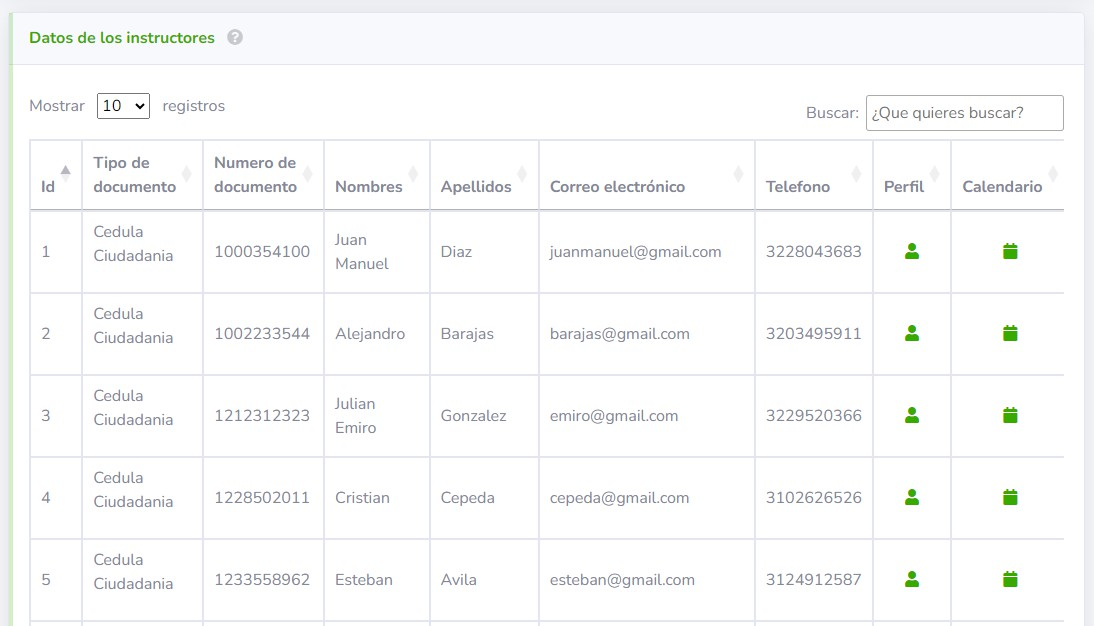 Datos de los instructores ?
Mostrar 10 registros
Buscar: ¿Que quieres buscar?
Id Tipo de documento Numero de documento Nombres Apellidos Correo electrónico Telefono Perfil Calendario
1 Cedula Ciudadania 1000354100 Juan Manuel Diaz juanmanuel@gmail.com 3228043683
2 Cedula Ciudadania 1002233544 Alejandro Barajas barajas@gmail.com 3203495911
3 Cedula Ciudadania 1212312323 Julian Emiro Gonzalez emiro@gmail.com 3229520366
4 Cedula Ciudadania 1228502011 Cristian Cepeda cepeda@gmail.com 3102626526
5 Cedula Ciudadania 1233558962 Esteban Avila esteban@gmail.com 3124912587